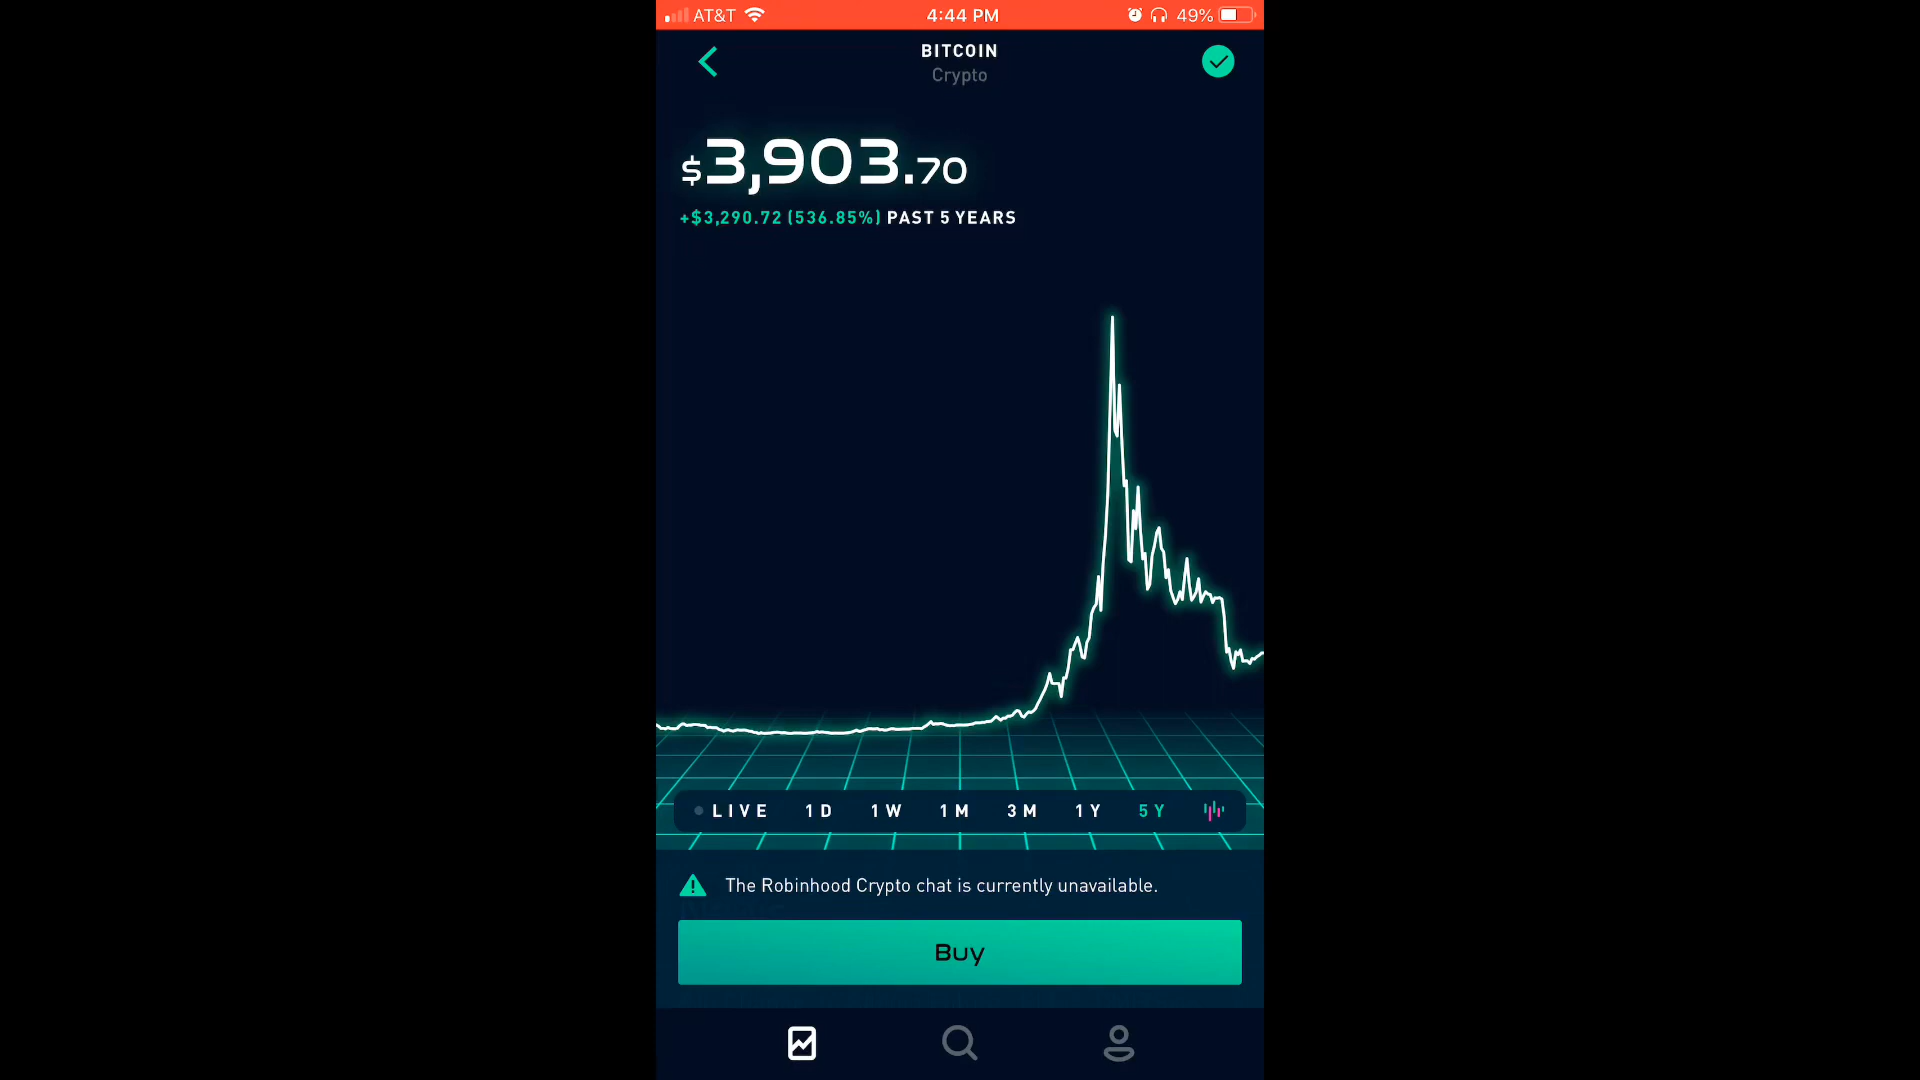 AT&T 4:44 PM 49%
BITCOIN
Crypto
$3,903.70
+$3,290.72 (536.85%) PAST 5 YEARS
LIVE 1D 1W 1M 3M 1Y 5Y
The Robinhood Crypto chat is currently unavailable.
Buy